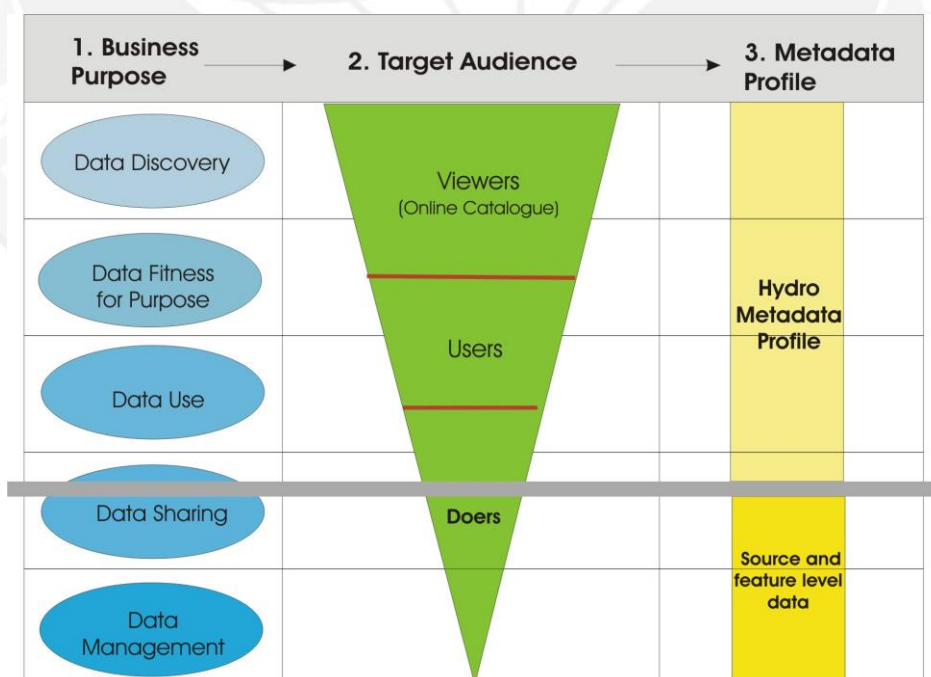 1. Business
Purpose
2. Target Audience
3. Metadata
Profile
Data Discovery
Viewers
(Online Catalogue)
Data Fitness
for Purpose
Hydro
Metadata
Profile
Users
Data Use
Data Sharing
Doers
Source and
feature level
data
Data
Management